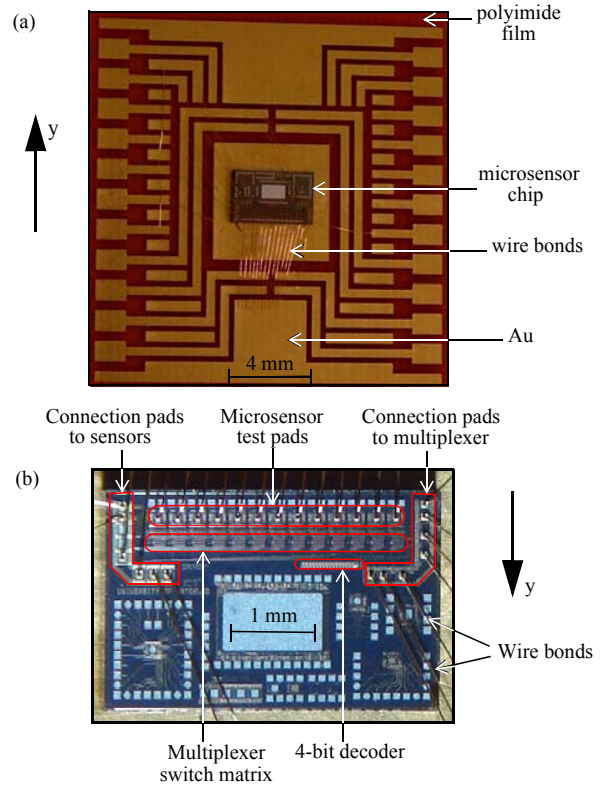 (a)
polyimide
film
y
microsensor
chip
wire bonds
Au
4 mm
Connection pads
to sensors
Microsensor
test pads
Connection pads
to multiplexer
(b)
y
UNIVERSITY
1 mm
Wire bonds
Multiplexer
switch matrix
4-bit decoder